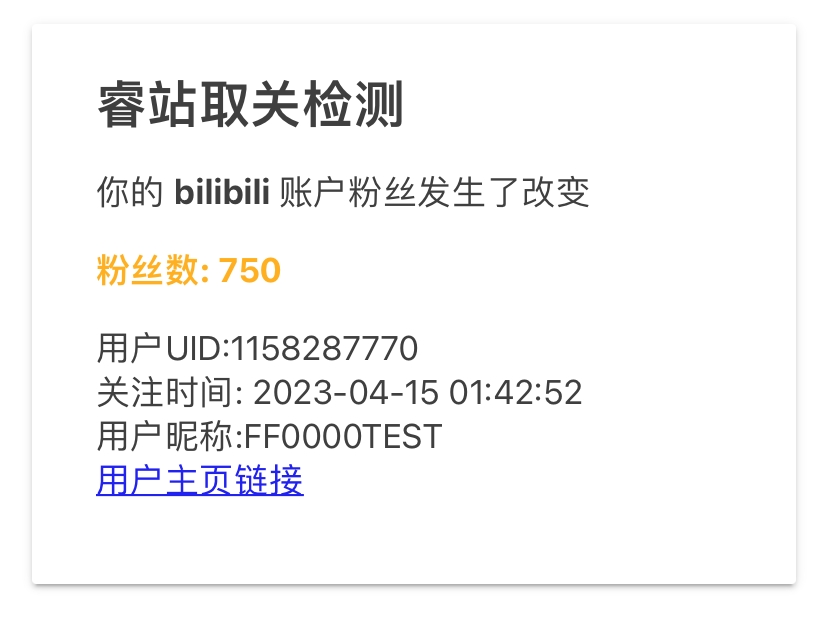 睿站取关检测
你的 bilibili 账户粉丝发生了改变
粉丝数: 750
用户UID:1158287770
关注时间: 2023-04-15 01:42:52
用户昵称:FF0000TEST
用户主页链接